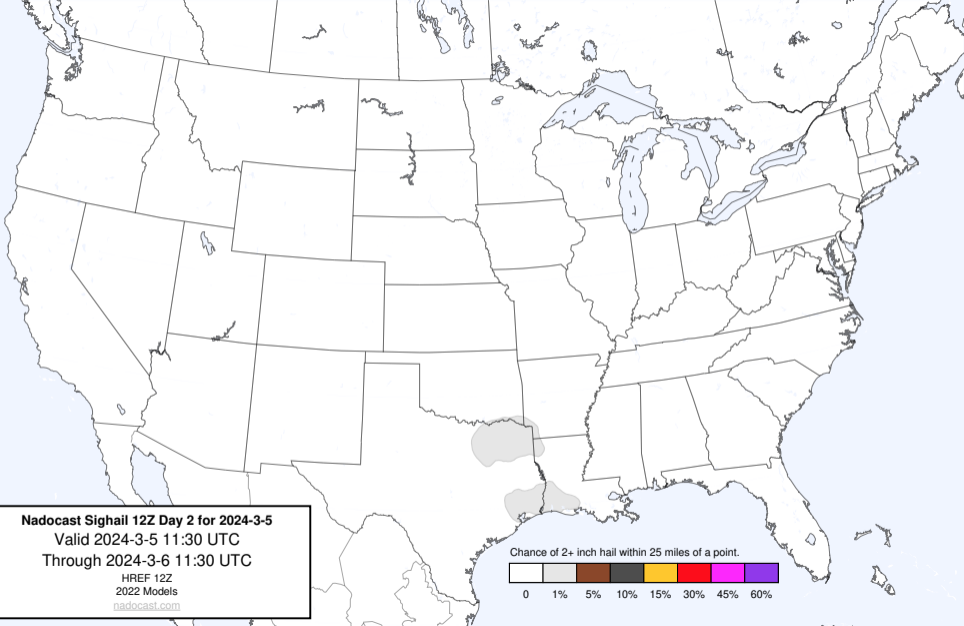 Nadocast Sighail 12Z Day 2 for 2024-3-5
Valid 2024-3-5 11:30 UTC
Through 2024-3-6 11:30 UTC
HREF 12Z
2022 Models
nadocast.com
Chance of 2+ inch hail within 25 miles of a point.
0 1% 5% 10% 15% 30% 45% 60%